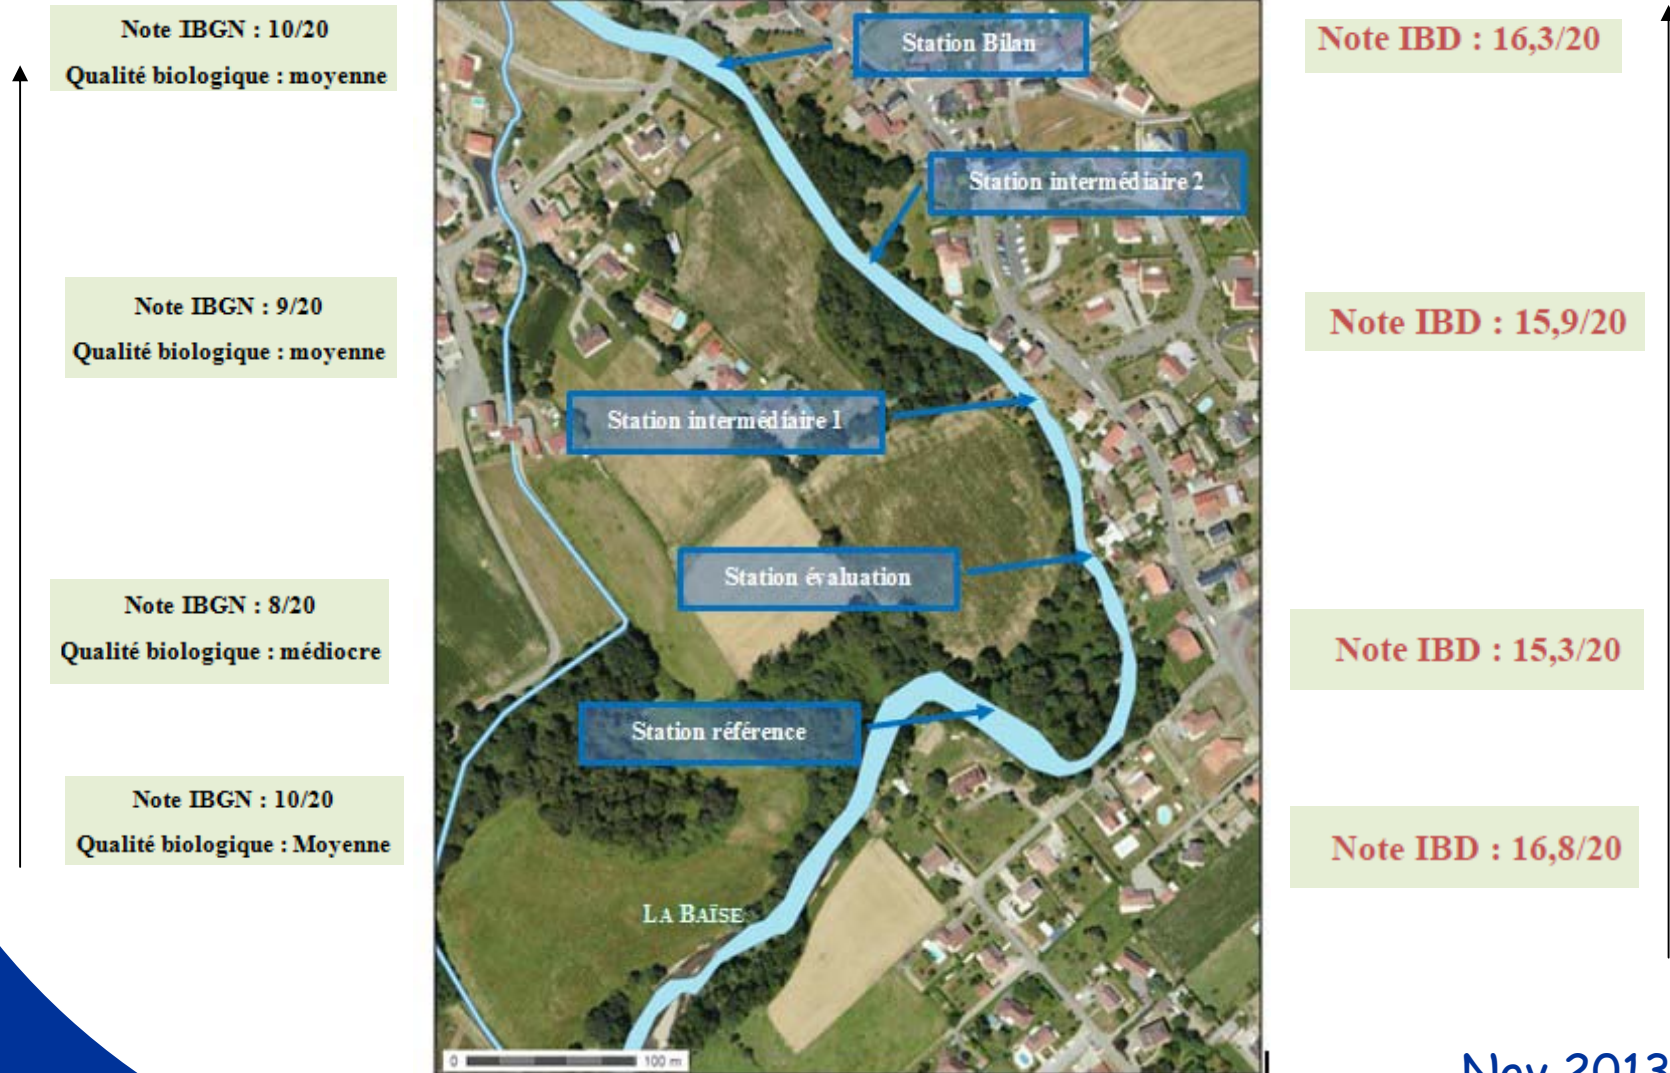 Note IBGN : 10/20
Qualité biologique : moyenne
Note IBGN : 9/20
Qualité biologique : moyenne
Note IBGN : 8/20
Qualité biologique : médiocre
Note IBGN : 10/20
Qualité biologique : Moyenne
Station Bilan
Station intermédiaire 2
Station intermédiaire 1
Station évaluation
Station référence
LA BAÏSE
0 100 m
Note IBD : 16,3/20
Note IBD : 15,9/20
Note IBD : 15,3/20
Note IBD : 16,8/20
Nov 2013